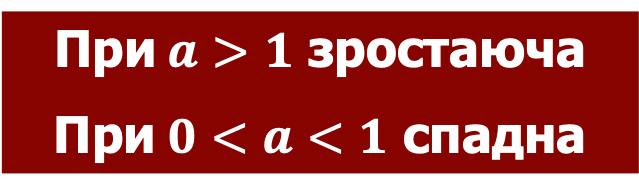 При a > 1 зростаюча
При 0 < a < 1 спадна